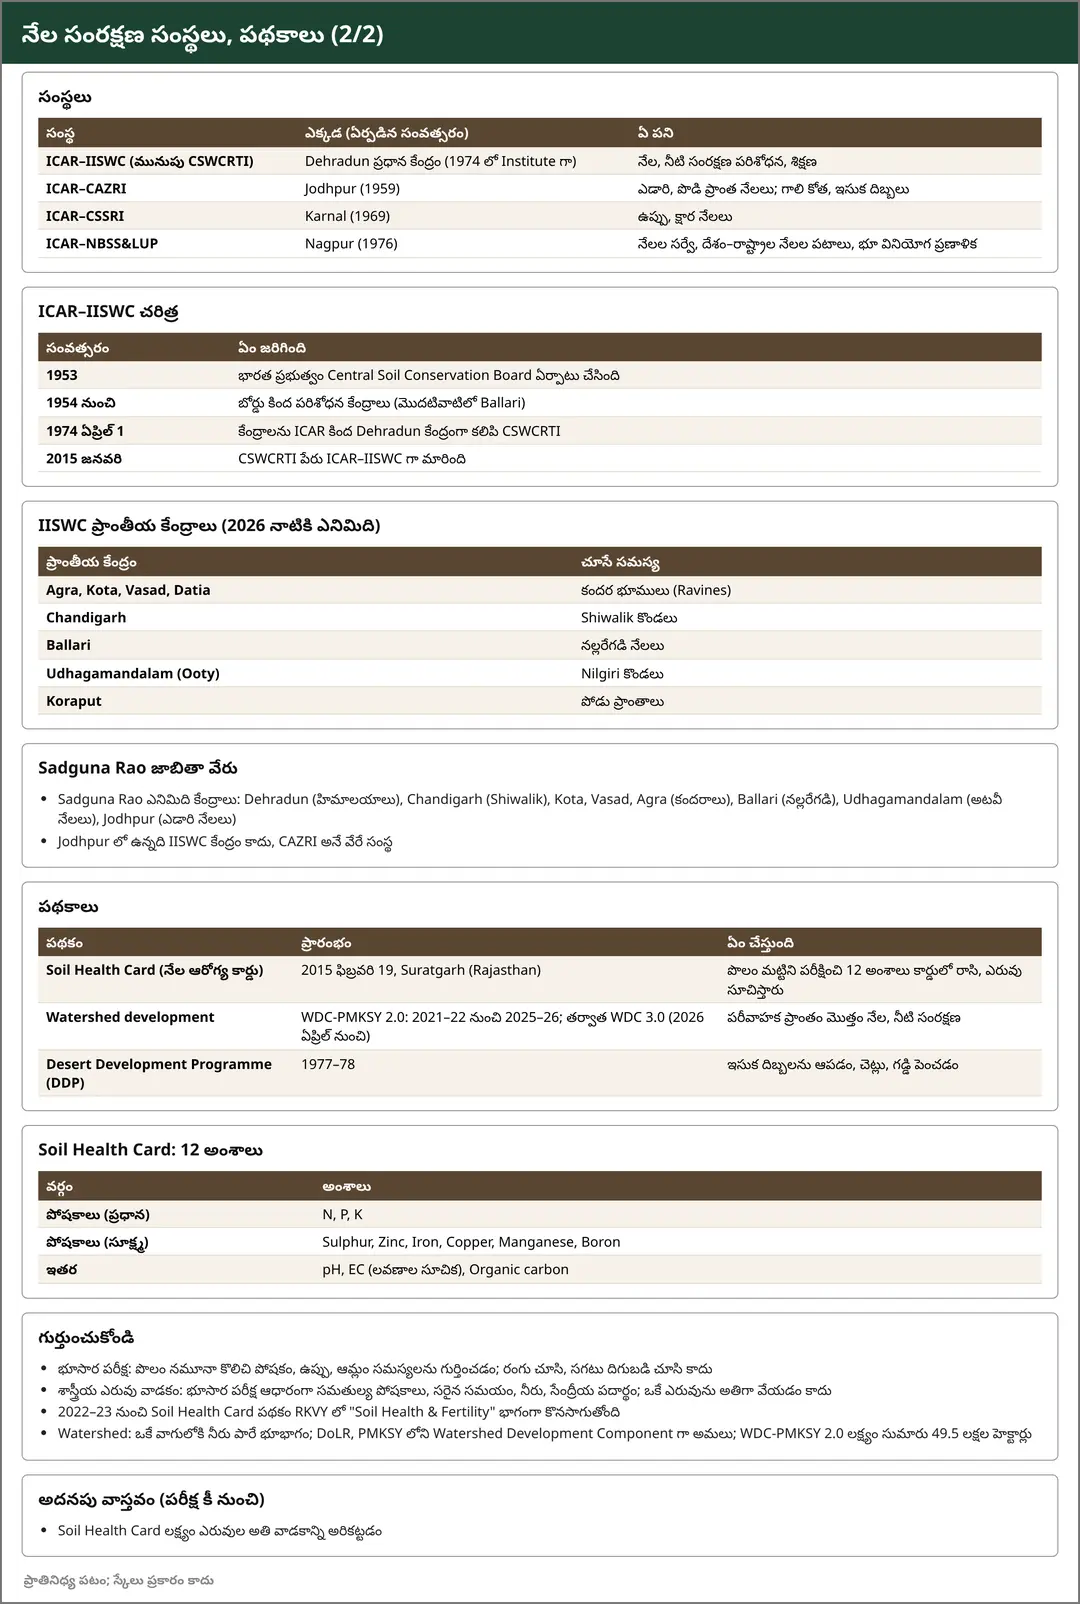 నేల సంరక్షణ సంస్థలు, పథకాలు (2/2)
సంస్థలు
సంస్థ ఎక్కడ (ఏర్పడిన సంవత్సరం) ఏ పని
ICAR–IISWC (మునుపు CSWCRTI) Dehradun ప్రధాన కేంద్రం (1974 లో Institute గా) నేల, నీటి సంరక్షణ పరిశోధన, శిక్షణ
ICAR–CAZRI Jodhpur (1959) ఎడారి, పొడి ప్రాంత నేలలు; గాలి కోత, ఇసుక దిబ్బలు
ICAR–CSSRI Karnal (1969) ఉప్పు, క్షార నేలలు
ICAR–NBSS&LUP Nagpur (1976) నేలల సర్వే, దేశం–రాష్ట్రాల నేలల పటాలు, భూ వినియోగ ప్రణాళిక
ICAR–IISWC చరిత్ర
సంవత్సరం ఏం జరిగింది
1953 భారత ప్రభుత్వం Central Soil Conservation Board ఏర్పాటు చేసింది
1954 నుంచి బోర్డు కింద పరిశోధన కేంద్రాలు (మొదటివాటిలో Ballari)
1974 ఏప్రిల్ 1 కేంద్రాలను ICAR కింద Dehradun కేంద్రంగా కలిపి CSWCRTI
2015 జనవరి CSWCRTI పేరు ICAR–IISWC గా మారింది
IISWC ప్రాంతీయ కేంద్రాలు (2026 నాటికి ఎనిమిది)
ప్రాంతీయ కేంద్రం చూసే సమస్య
Agra, Kota, Vasad, Datia కందర భూములు (Ravines)
Chandigarh Shiwalik కొండలు
Ballari నల్లరేగడి నేలలు
Udhagamandalam (Ooty) Nilgiri కొండలు
Koraput పోడు ప్రాంతాలు
Sadguna Rao జాబితా వేరు
• Sadguna Rao ఎనిమిది కేంద్రాలు: Dehradun (హిమాలయాలు), Chandigarh (Shiwalik), Kota, Vasad, Agra (కందరాలు), Ballari (నల్లరేగడి), Udhagamandalam (అటవీ
నేలలు), Jodhpur (ఎడారి నేలలు)
• Jodhpur లో ఉన్నది IISWC కేంద్రం కాదు, CAZRI అనే వేరే సంస్థ
పథకాలు
పథకం ప్రారంభం ఏం చేస్తుంది
Soil Health Card (నేల ఆరోగ్య కార్డు) 2015 ఫిబ్రవరి 19, Suratgarh (Rajasthan) పొలం మట్టిని పరీక్షించి 12 అంశాలు కార్డులో రాసి, ఎరువు
సూచిస్తారు
Watershed development WDC-PMKSY 2.0: 2021–22 నుంచి 2025–26; తర్వాత WDC 3.0 (2026 పరీవాహక ప్రాంతం మొత్తం నేల, నీటి సంరక్షణ
ఏప్రిల్ నుంచి)
Desert Development Programme 1977–78 ఇసుక దిబ్బలను ఆపడం, చెట్లు, గడ్డి పెంచడం
(DDP)
Soil Health Card: 12 అంశాలు
వర్గం అంశాలు
పోషకాలు (ప్రధాన) N, P, K
పోషకాలు (సూక్ష్మ) Sulphur, Zinc, Iron, Copper, Manganese, Boron
ఇతర pH, EC (లవణాల సూచిక), Organic carbon
గుర్తుంచుకోండి
• భూసార పరీక్ష: పొలం నమూనా కొలిచి పోషకం, ఉప్పు, ఆమ్లం సమస్యలను గుర్తించడం; రంగు చూసి, సగటు దిగుబడి చూసి కాదు
• శాస్త్రీయ ఎరువు వాడకం: భూసార పరీక్ష ఆధారంగా సమతుల్య పోషకాలు, సరైన సమయం, నీరు, సేంద్రీయ పదార్థం; ఒకే ఎరువును అతిగా వేయడం కాదు
• 2022–23 నుంచి Soil Health Card పథకం RKVY లో "Soil Health & Fertility" భాగంగా కొనసాగుతోంది
• Watershed: ఒకే వాగులోకి నీరు పారే భూభాగం; DoLR, PMKSY లోని Watershed Development Component గా అమలు; WDC-PMKSY 2.0 లక్ష్యం సుమారు 49.5 లక్షల హెక్టార్లు
అదనపు వాస్తవం (పరీక్ష కీ నుంచి)
• Soil Health Card లక్ష్యం ఎరువుల అతి వాడకాన్ని అరికట్టడం
ప్రాతినిధ్య పటం; స్కేలు ప్రకారం కాదు